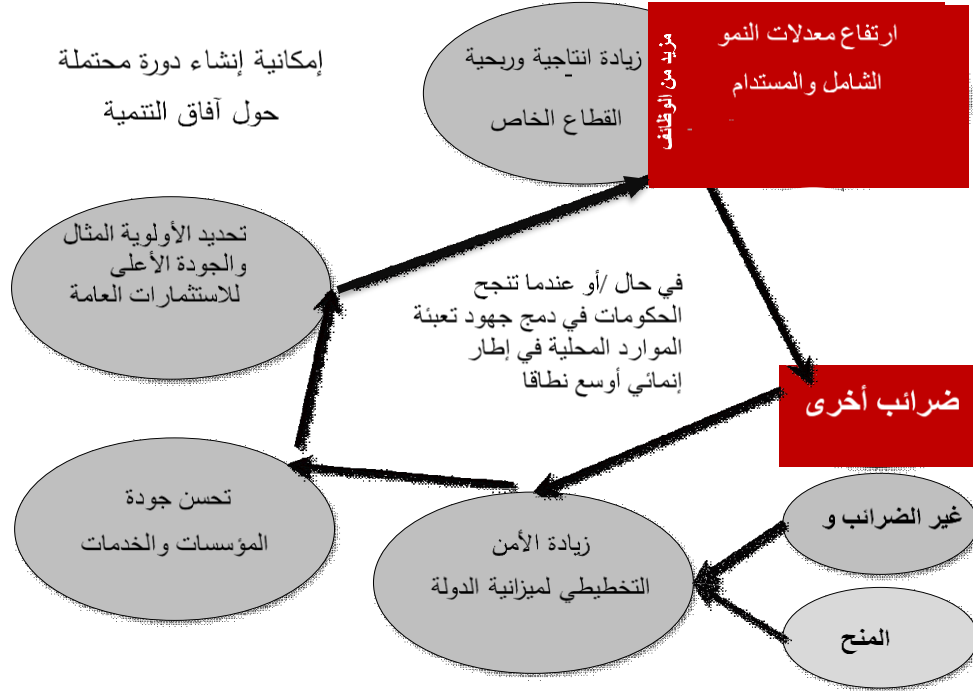 إمكانية إنشاء دورة محتملة
حول آفاق التنمية
زيادة انتاجية وربحية
القطاع الخاص
مزيد من الوظائف
ارتفاع معدلات النمو
الشامل والمستدام
تحديد الأولوية المثال
والجودة الأعلى
للاستثمارات العامة
في حال /أو عندما تنجح
الحكومات في دمج جهود تعبئة
الموارد المحلية في إطار
إنمائي أوسع نطاقا
ضرائب أخرى
تحسن جودة
المؤسسات والخدمات
زيادة الأمن
التخطيطي لميزانية الدولة
غير الضرائب و
المنح